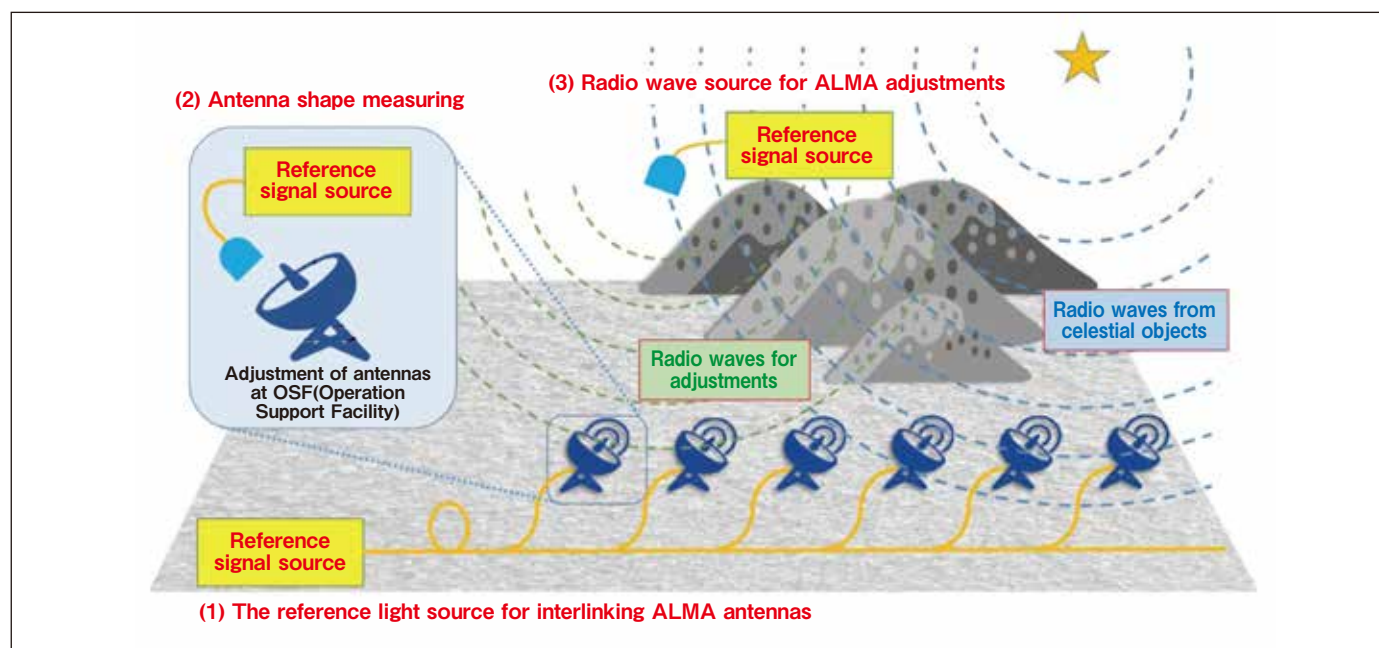 (2) Antenna shape measuring
(3) Radio wave source for ALMA adjustments
Reference
signal source
Reference
signal source
Adjustment of antennas
at OSF(Operation
Support Facility)
Radio waves from
celestial objects
Radio waves for
adjustments
Reference
signal source
(1) The reference light source for interlinking ALMA antennas